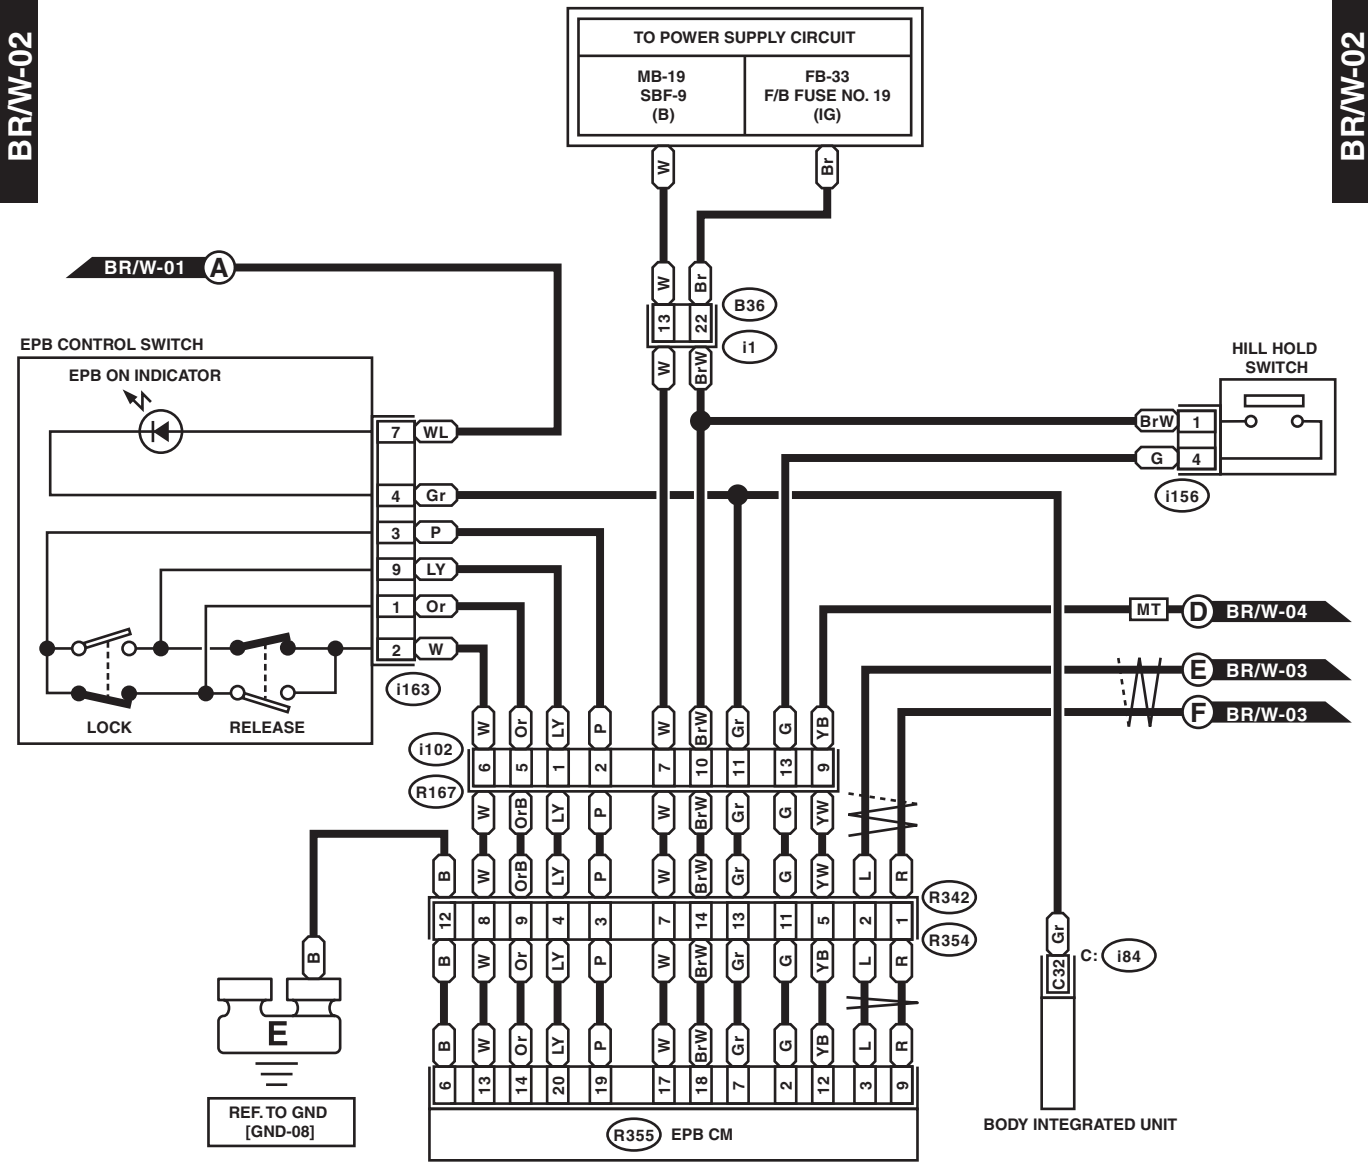 BR/W-02
BR/W-02
TO POWER SUPPLY CIRCUIT
MB-19
SBF-9
(B)
FB-33
F/B FUSE NO. 19
(IG)
W
Br
BR/W-01
A
W
Br
13
22
B36
i1
W
BrW
EPB CONTROL SWITCH
EPB ON INDICATOR
HILL HOLD
SWITCH
7
WL
BrW
1
G
4
i156
4
Gr
3
P
9
LY
1
Or
2
W
i163
LOCK
RELEASE
MT
D
BR/W-04
E
BR/W-03
F
BR/W-03
W
Or
LY
P
W
BrW
Gr
G
YB
i102
6
5
1
2
7
10
11
13
9
R167
W
OrB
LY
P
W
BrW
Gr
G
YW
B
W
OrB
LY
P
W
BrW
Gr
G
YW
L
R
R342
12
8
9
4
3
7
14
13
11
5
2
1
R354
B
W
Or
LY
P
W
BrW
Gr
G
YB
L
R
B
Gr
C32
C:
i84
E
B
W
Or
LY
P
W
BrW
Gr
G
YB
L
R
6
13
14
20
19
17
18
7
2
12
3
9
REF. TO GND
[GND-08]
R355
EPB CM
BODY INTEGRATED UNIT